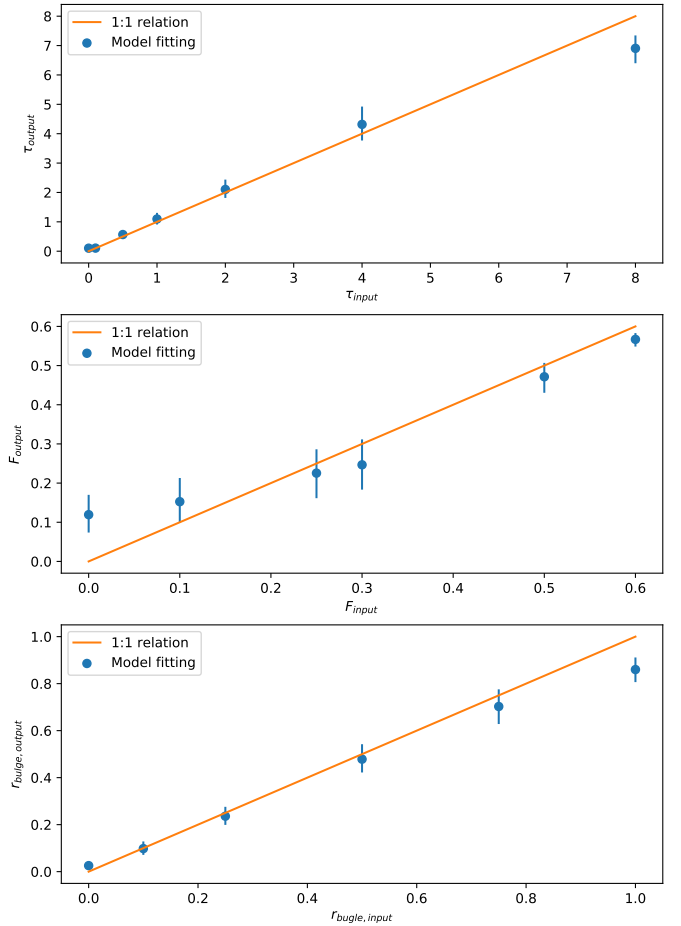 8
7
6
5
4
3
2
1
0
τoutput
1:1 relation
Model fitting
0 1 2 3 4 5 6 7 8
τinput
0.6
0.5
0.4
0.3
0.2
0.1
0.0
Foutput
1:1 relation
Model fitting
0.0 0.1 0.2 0.3 0.4 0.5 0.6
Finput
1.0
0.8
0.6
0.4
0.2
0.0
rbulge, output
1:1 relation
Model fitting
0.0 0.2 0.4 0.6 0.8 1.0
rbugle, input